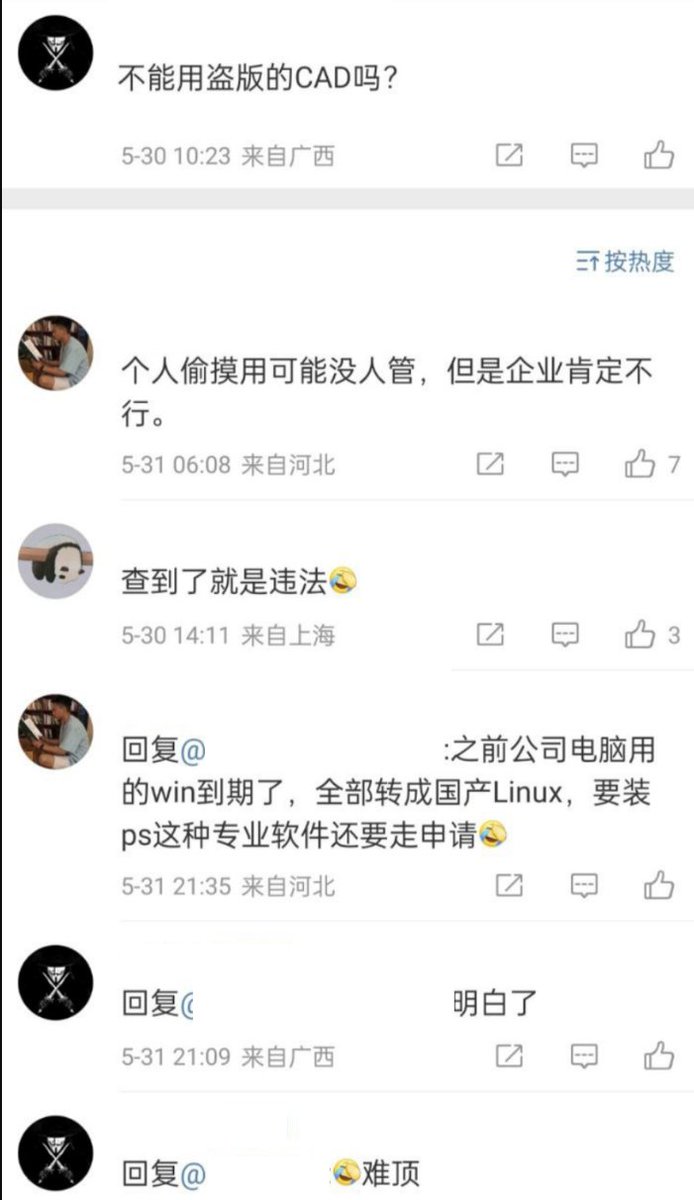 不能用盗版的CAD吗?
5-30 10:23 来自广西
按热度
个人偷摸用可能没人管，但是企业肯定不
行。
5-31 06:08 来自河北
7
查到了就是违法🤣
5-30 14:11 来自上海
3
回复@ :之前公司电脑用
的win到期了，全部转成国产Linux，要装
ps这种专业软件还要走申请🤣
5-31 21:35 来自河北
回复@ 明白了
5-31 21:09 来自广西
回复@ :🤣难顶